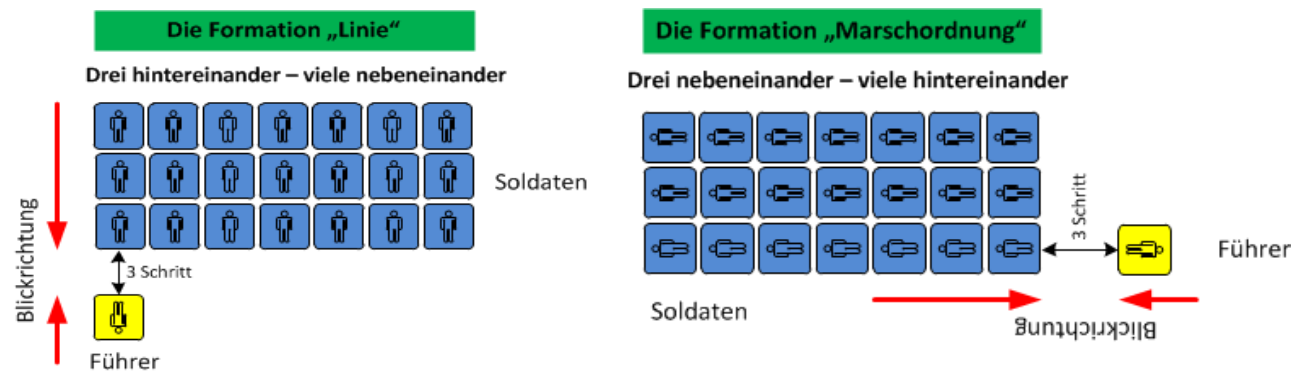 Die Formation „Linie“
Drei hintereinander – viele nebeneinander
Blickrichtung
Soldaten
3 Schritt
Führer
Die Formation „Marschordnung“
Drei nebeneinander – viele hintereinander
3 Schritt
Führer
Soldaten
Blickrichtung